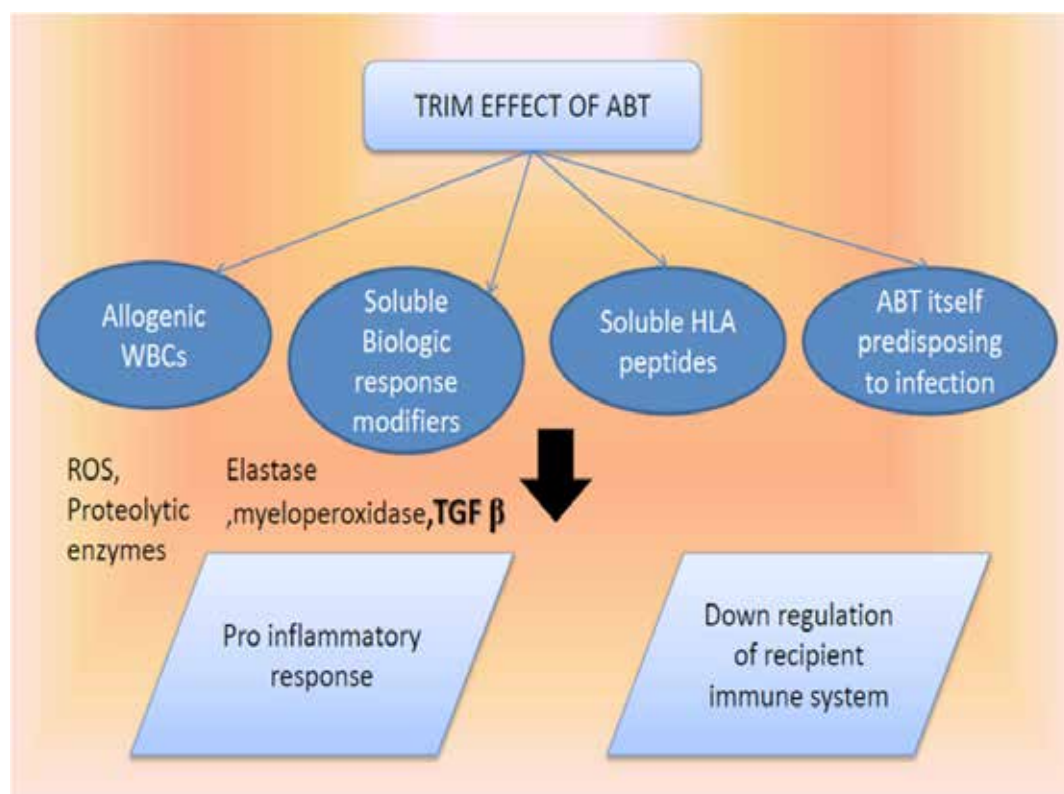 TRIM EFFECT OF ABT
Allogenic
WBCs
Soluble
Biologic
response
modifiers
Soluble HLA
peptides
ABT itself
predisposing
to infection
ROS,
Proteolytic
enzymes
Elastase
,myeloperoxidase,TGF β
Pro inflammatory
response
Down regulation
of recipient
immune system